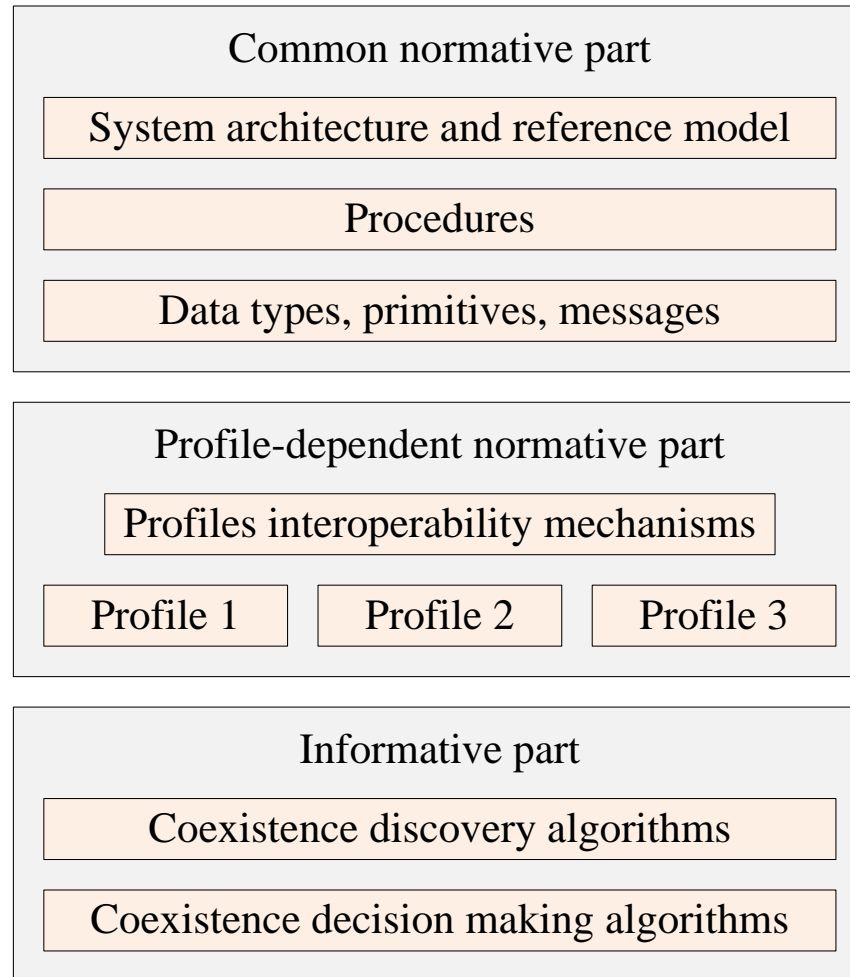 Common normative part
System architecture and reference model
Procedures
Data types, primitives, messages
Profile-dependent normative part
Profiles interoperability mechanisms
Profile 1
Profile 2
Profile 3
Informative part
Coexistence discovery algorithms
Coexistence decision making algorithms